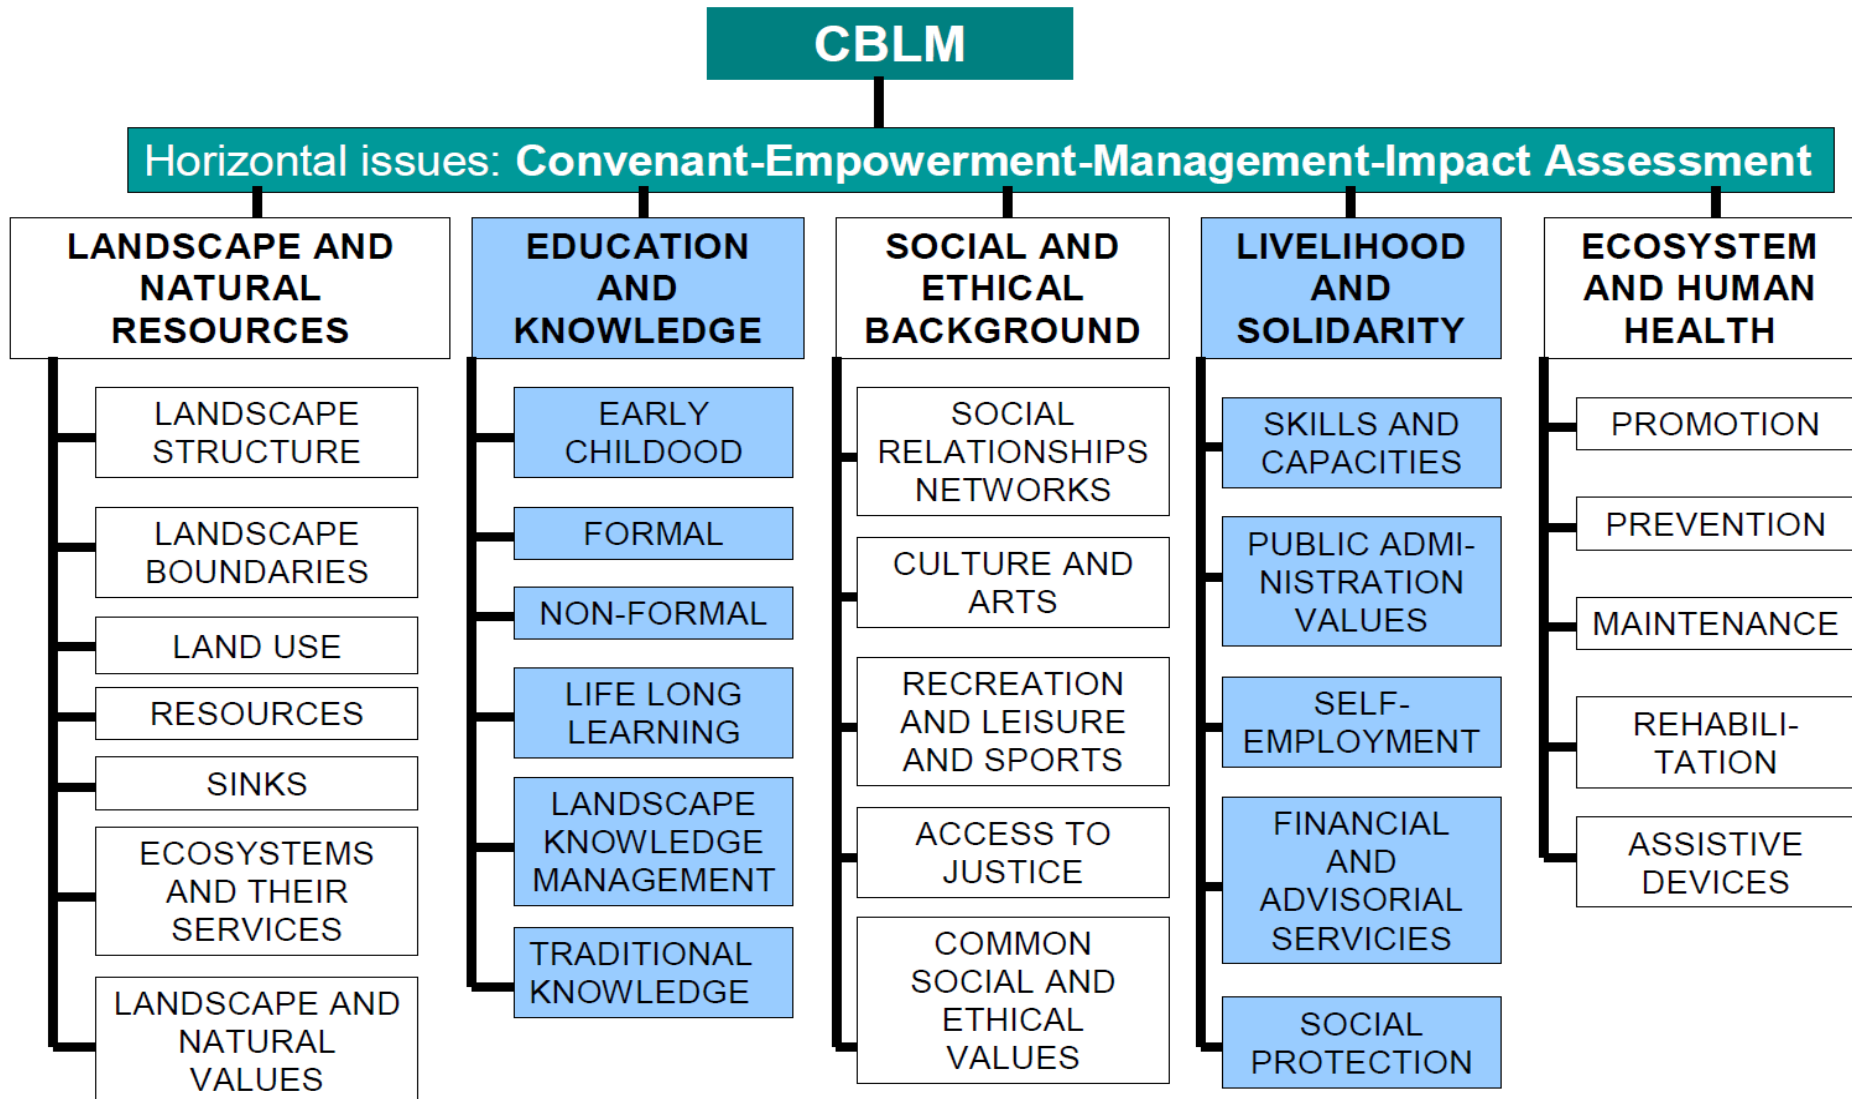 CBLM
Horizontal issues: Convenant-Empowerment-Management-Impact Assessment
LANDSCAPE AND
NATURAL
RESOURCES
LANDSCAPE
STRUCTURE
LANDSCAPE
BOUNDARIES
LAND USE
RESOURCES
SINKS
ECOSYSTEMS
AND THEIR
SERVICES
LANDSCAPE AND
NATURAL
VALUES
EDUCATION
AND
KNOWLEDGE
EARLY
CHILDOOD
FORMAL
NON-FORMAL
LIFE LONG
LEARNING
LANDSCAPE
KNOWLEDGE
MANAGEMENT
TRADITIONAL
KNOWLEDGE
SOCIAL AND
ETHICAL
BACKGROUND
SOCIAL
RELATIONSHIPS
NETWORKS
CULTURE AND
ARTS
RECREATION
AND LEISURE
AND SPORTS
ACCESS TO
JUSTICE
COMMON
SOCIAL AND
ETHICAL
VALUES
LIVELIHOOD
AND
SOLIDARITY
SKILLS AND
CAPACITIES
PUBLIC ADMI-
NISTRATION
VALUES
SELF-
EMPLOYMENT
FINANCIAL
AND
ADVISORIAL
SERVICIES
SOCIAL
PROTECTION
ECOSYSTEM
AND HUMAN
HEALTH
PROMOTION
PREVENTION
MAINTENANCE
REHABILI-
TATION
ASSISTIVE
DEVICES